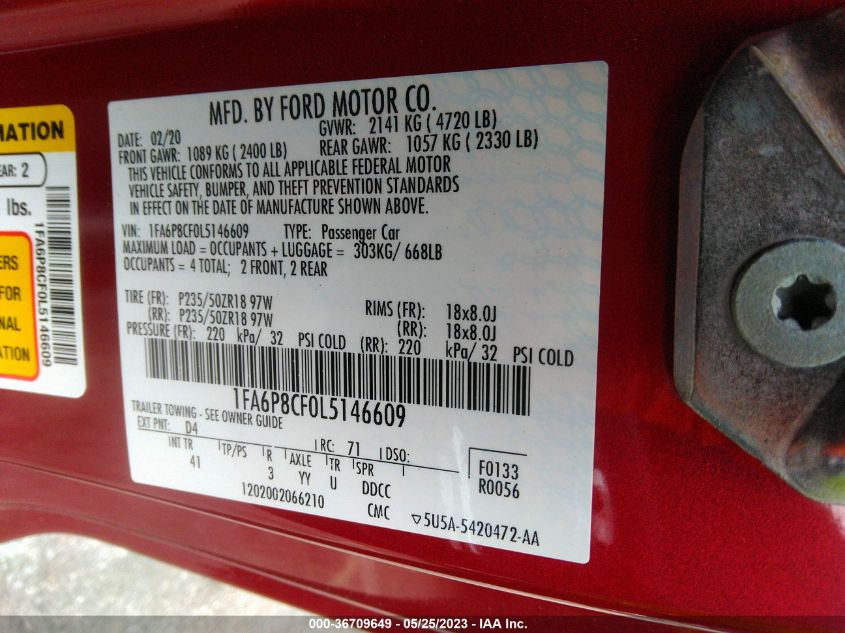 MATION
EAR: 2
lbs.
ERS
FOR
NAL
ATION
1FA6P8CF0L5146609
MFD. BY FORD MOTOR CO.
DATE: 02/20 GVWR: 2141 KG ( 4720 LB)
FRONT GAWR: 1089 KG ( 2400 LB) REAR GAWR: 1057 KG ( 2330 LB)
THIS VEHICLE CONFORMS TO ALL APPLICABLE FEDERAL MOTOR
VEHICLE SAFETY, BUMPER, AND THEFT PREVENTION STANDARDS
IN EFFECT ON THE DATE OF MANUFACTURE SHOWN ABOVE.
VIN: 1FA6P8CF0L5146609 TYPE: Passenger Car
MAXIMUM LOAD = OCCUPANTS + LUGGAGE = 303KG/ 668LB
OCCUPANTS = 4 TOTAL; 2 FRONT, 2 REAR
TIRE (FR): P235/50ZR18 97W RIMS (FR): 18x8.0J
(RR): P235/50ZR18 97W (RR): 18x8.0J
PRESSURE (FR): 220 kPa/ 32 PSI COLD (RR): 220 kPa/ 32 PSI COLD
1FA6P8CF0L5146609
TRAILER TOWING - SEE OWNER GUIDE
EXT PNT: D4 RC: 71 DSO:
INT TR TP/PS R AXLE TR SPR
41 3 YY U DDCC
F0133
R0056
1202002066210 CMC
▽5U5A-5420472-AA
000-36709649 - 05/25/2023 - IAA Inc.